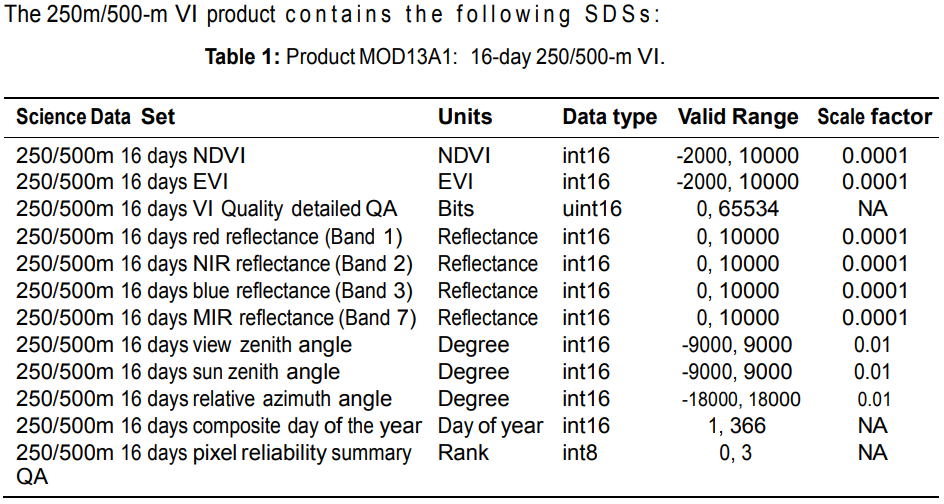 The 250m/500-m VI product contains the following SDSs:
Table 1: Product MOD13A1: 16-day 250/500-m VI.
Science Data Set Units Data type Valid Range Scale factor
250/500m 16 days NDVI NDVI int16 -2000, 10000 0.0001
250/500m 16 days EVI EVI int16 -2000, 10000 0.0001
250/500m 16 days VI Quality detailed QA Bits uint16 0, 65534 NA
250/500m 16 days red reflectance (Band 1) Reflectance int16 0, 10000 0.0001
250/500m 16 days NIR reflectance (Band 2) Reflectance int16 0, 10000 0.0001
250/500m 16 days blue reflectance (Band 3) Reflectance int16 0, 10000 0.0001
250/500m 16 days MIR reflectance (Band 7) Reflectance int16 0, 10000 0.0001
250/500m 16 days view zenith angle Degree int16 -9000, 9000 0.01
250/500m 16 days sun zenith angle Degree int16 -9000, 9000 0.01
250/500m 16 days relative azimuth angle Degree int16 -18000, 18000 0.01
250/500m 16 days composite day of the year Day of year int16 1, 366 NA
250/500m 16 days pixel reliability summary Rank int8 0, 3 NA
QA